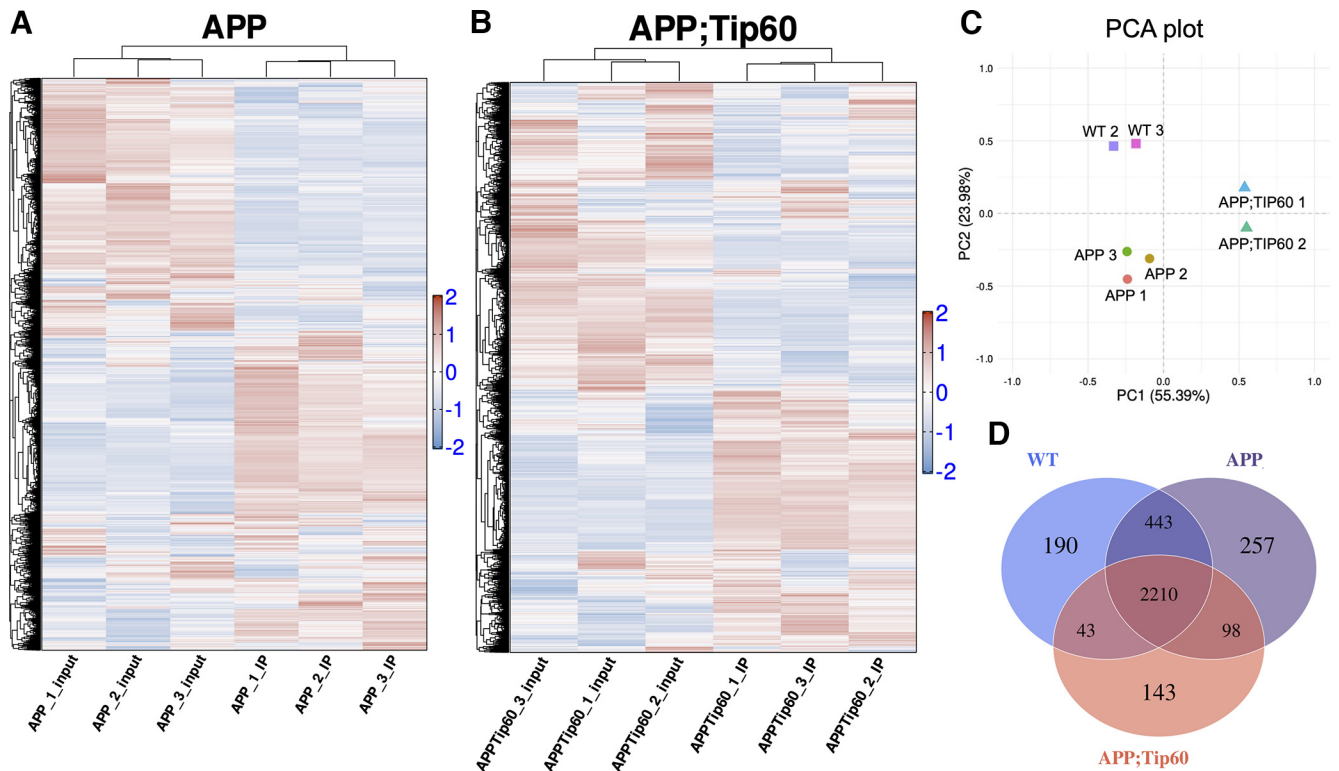 A
APP
2
1
0
-1
-2
APP_1_input
APP_2_input
APP_3_input
APP_1_IP
APP_2_IP
APP_3_IP
B
APP;Tip60
2
1
0
-1
-2
APPTip60_3_input
APPTip60_1_input
APPTip60_2_input
APPTip60_1_IP
APPTip60_3_IP
APPTip60_2_IP
C
PCA plot
PC2 (23.98%)
1.0
0.5
0.0
-0.5
-1.0
WT 2
WT 3
APP;TIP60 1
APP;TIP60 2
APP 3
APP 2
APP 1
-1.0
-0.5
0.0
0.5
1.0
PC1 (55.39%)
D
WT
APP
443
190
257
2210
43
98
143
APP;Tip60